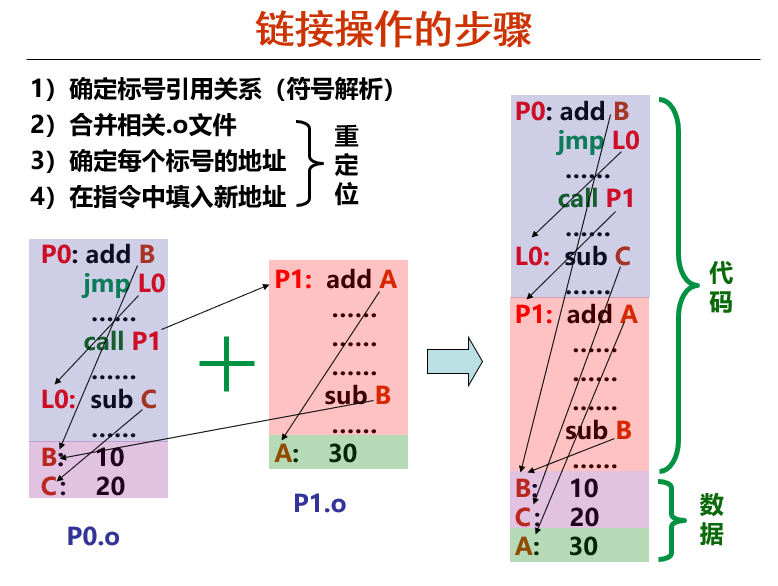 链接操作的步骤
1）确定标号引用关系（符号解析）
2）合并相关.o文件
3）确定每个标号的地址
4）在指令中填入新地址
重定位
P0: add B
jmp L0
……
call P1
……
L0: sub C
……
B: 10
C: 20
P0.o
P1: add A
……
……
……
sub B
……
A: 30
P1.o
P0: add B
jmp L0
……
call P1
……
L0: sub C
……
P1: add A
……
……
……
sub B
……
B: 10
C: 20
A: 30
代码
数据